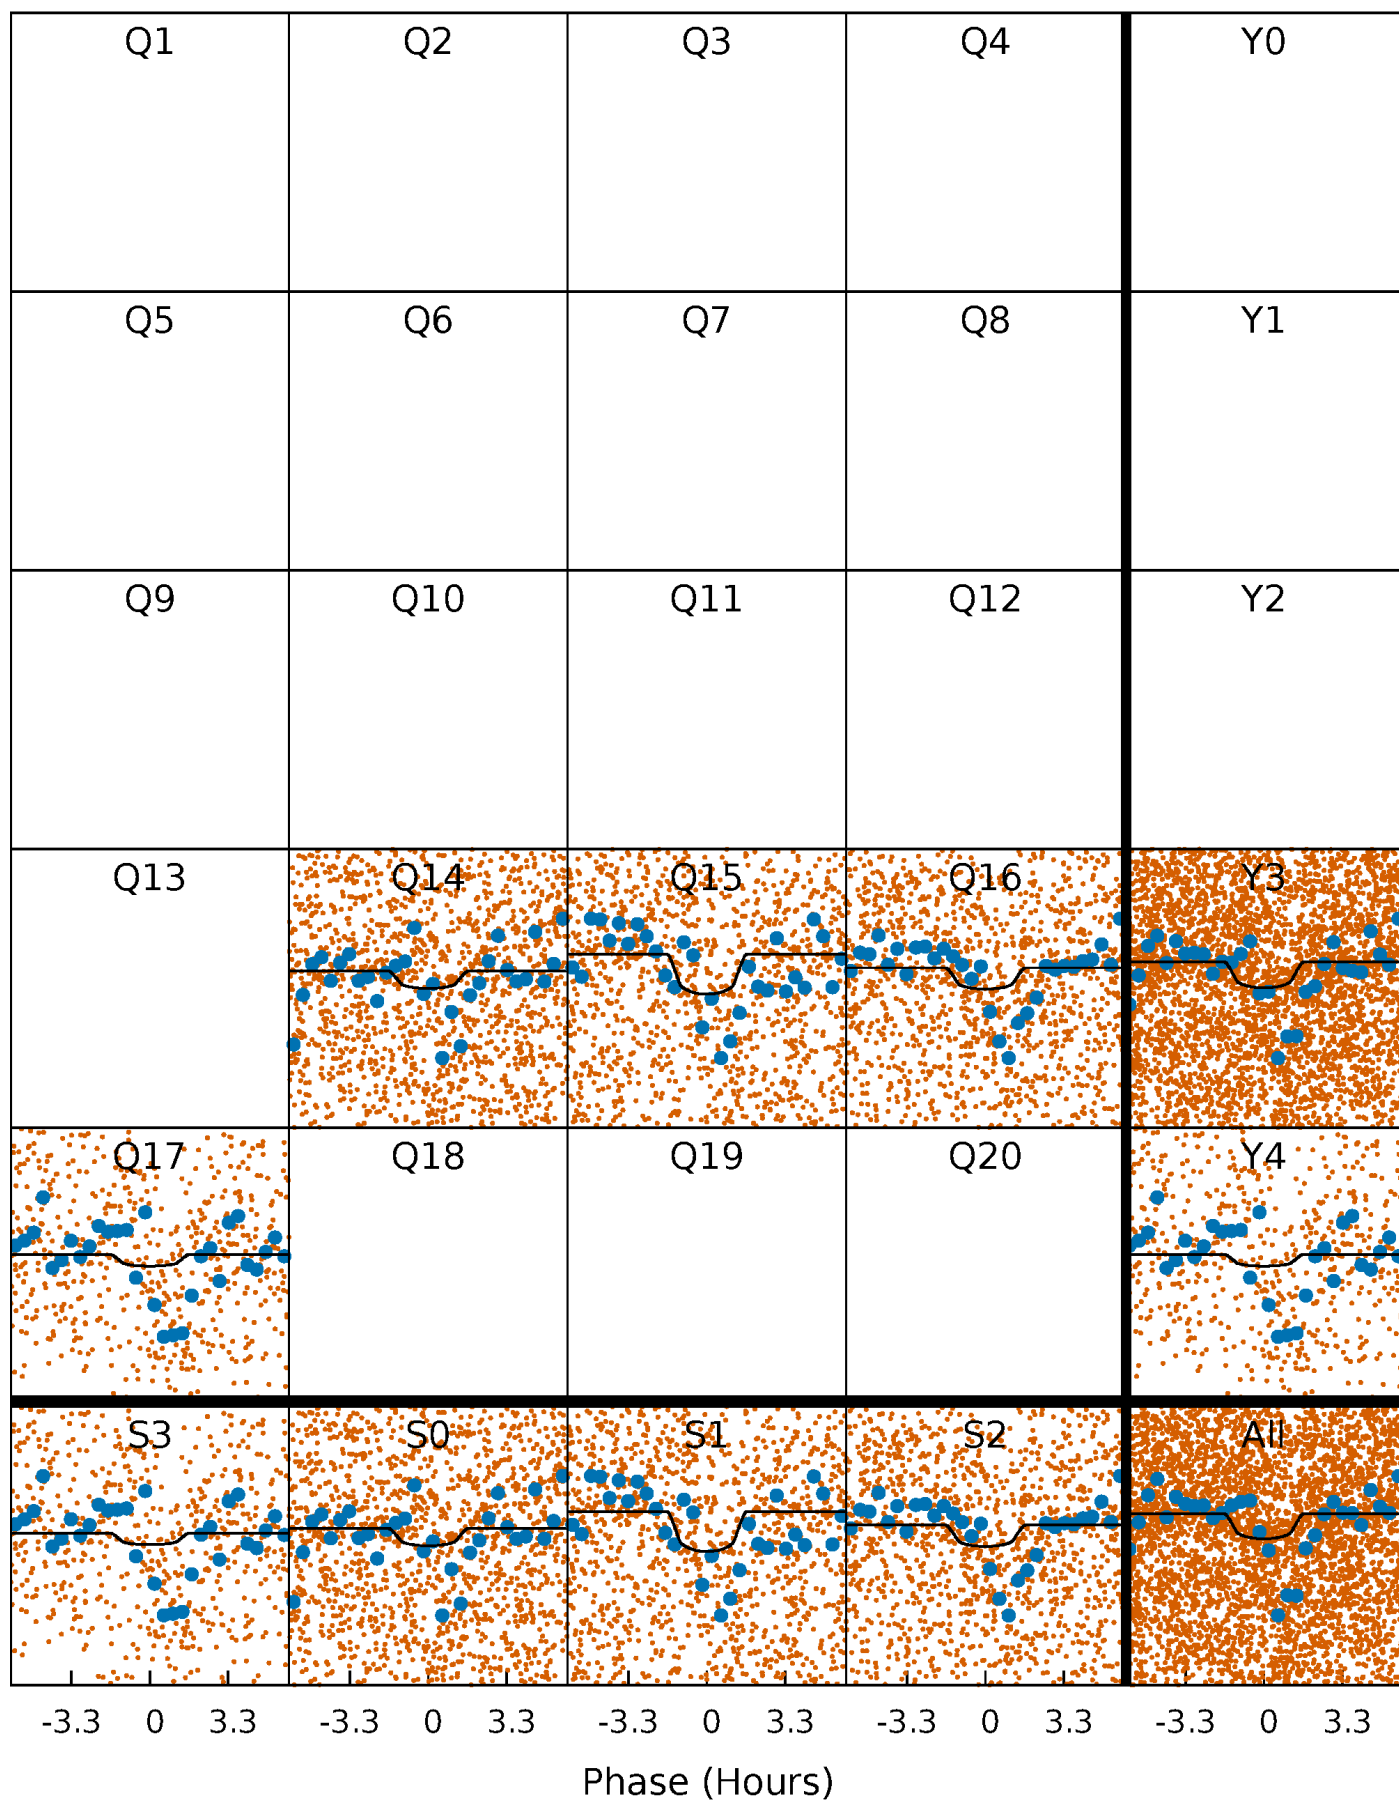 Q1 Q2 Q3 Q4 Y0
Q5 Q6 Q7 Q8 Y1
Q9 Q10 Q11 Q12 Y2
Q13 Q14 Q15 Q16 Y3
Q17 Q18 Q19 Q20 Y4
S3 S0 S1 S2 All
-3.3 0 3.3 -3.3 0 3.3 -3.3 0 3.3 -3.3 0 3.3 -3.3 0 3.3
Phase (Hours)